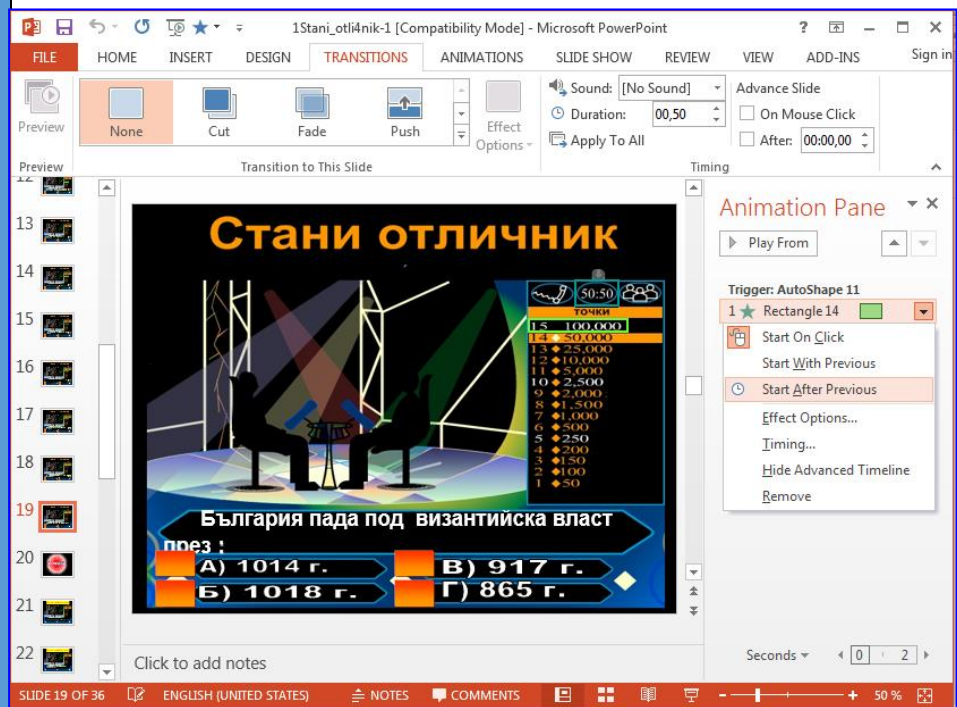 1Stani_otli4nik-1 [Compatibility Mode] - Microsoft PowerPoint
?
FILE HOME INSERT DESIGN TRANSITIONS ANIMATIONS SLIDE SHOW REVIEW VIEW ADD-INS Sign in
Preview
None Cut Fade Push
Effect
Options
Sound: [No Sound]
Duration: 00,50
Apply To All
Advance Slide
On Mouse Click
After: 00:00,00
Preview Transition to This Slide Timing
12
13
14
15
16
17
18
19
20
21
22
Стани отличник
50:50
точки
15 100,000
14 50,000
13 25,000
12 10,000
11 5,000
10 2,500
9 2,000
8 1,500
7 1,000
6 500
5 250
4 200
3 150
2 100
1 50
България пада под византийска власт
през :
А) 1014 г. В) 917 г.
Б) 1018 г. Г) 865 г.
Click to add notes
Animation Pane
Play From
Trigger: AutoShape 11
1 Rectangle 14
Start On Click
Start With Previous
Start After Previous
Effect Options...
Timing...
Hide Advanced Timeline
Remove
Seconds 0 2
SLIDE 19 OF 36 ENGLISH (UNITED STATES) NOTES COMMENTS 50 %